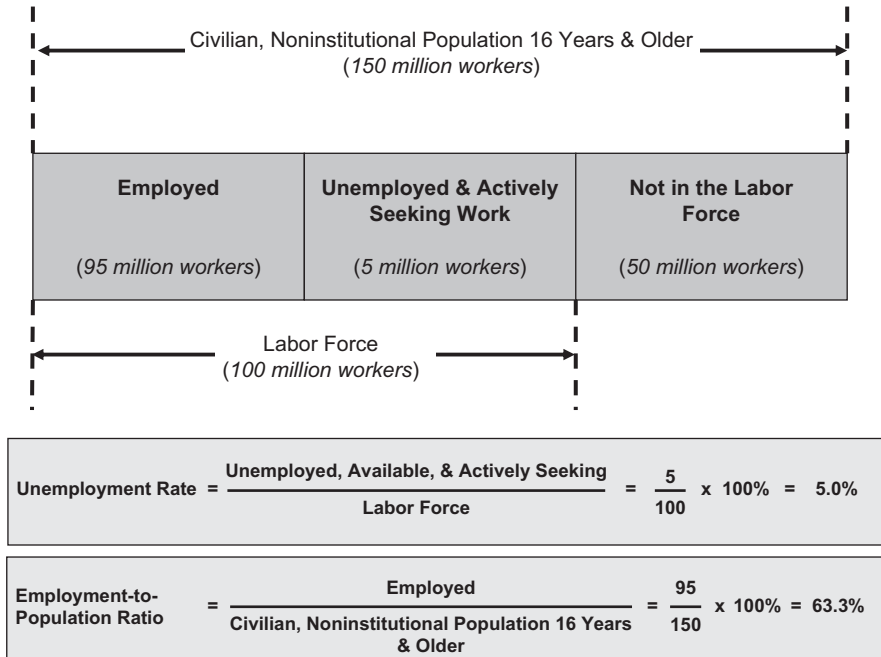 Civilian, Noninstitutional Population 16 Years & Older
(150 million workers)
Employed
(95 million workers)
Unemployed & Actively
Seeking Work
(5 million workers)
Not in the Labor
Force
(50 million workers)
Labor Force
(100 million workers)
Unemployment Rate = Unemployed, Available, & Actively Seeking
Labor Force
= 5
100
x 100% = 5.0%
Employment-to-
Population Ratio
= Employed
Civilian, Noninstitutional Population 16 Years
& Older
= 95
150
x 100% = 63.3%